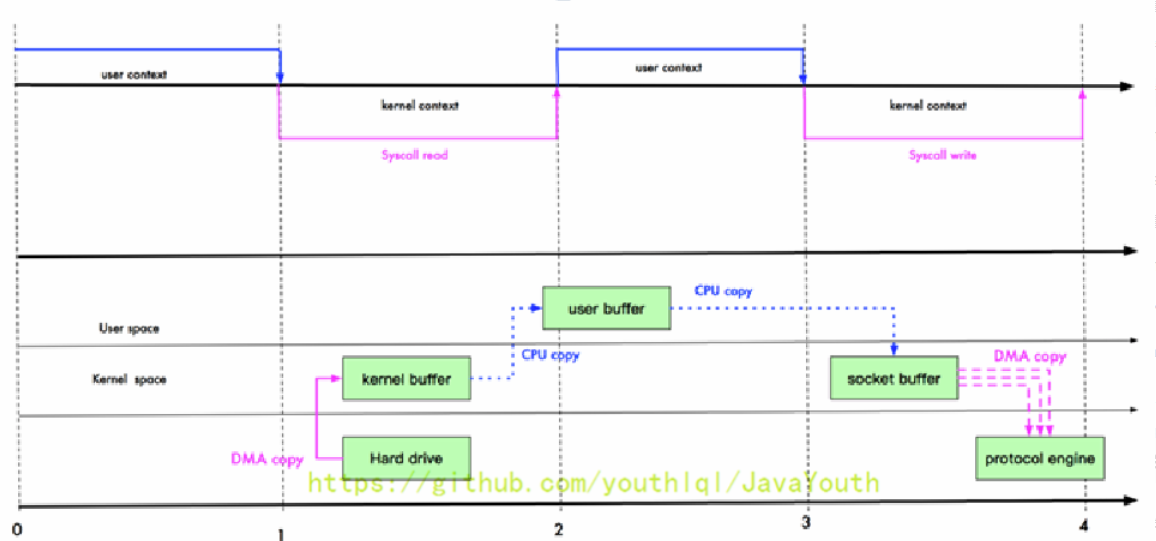 user context
user context
kernel context
kernel context
Syscall read
Syscall write
CPU copy
user buffer
User space
CPU copy
DMA copy
Kernel space
kernel buffer
socket buffer
DMA copy
Hard drive
protocol engine
https://github.com/youthlql/JavaYouth
0
1
2
3
4